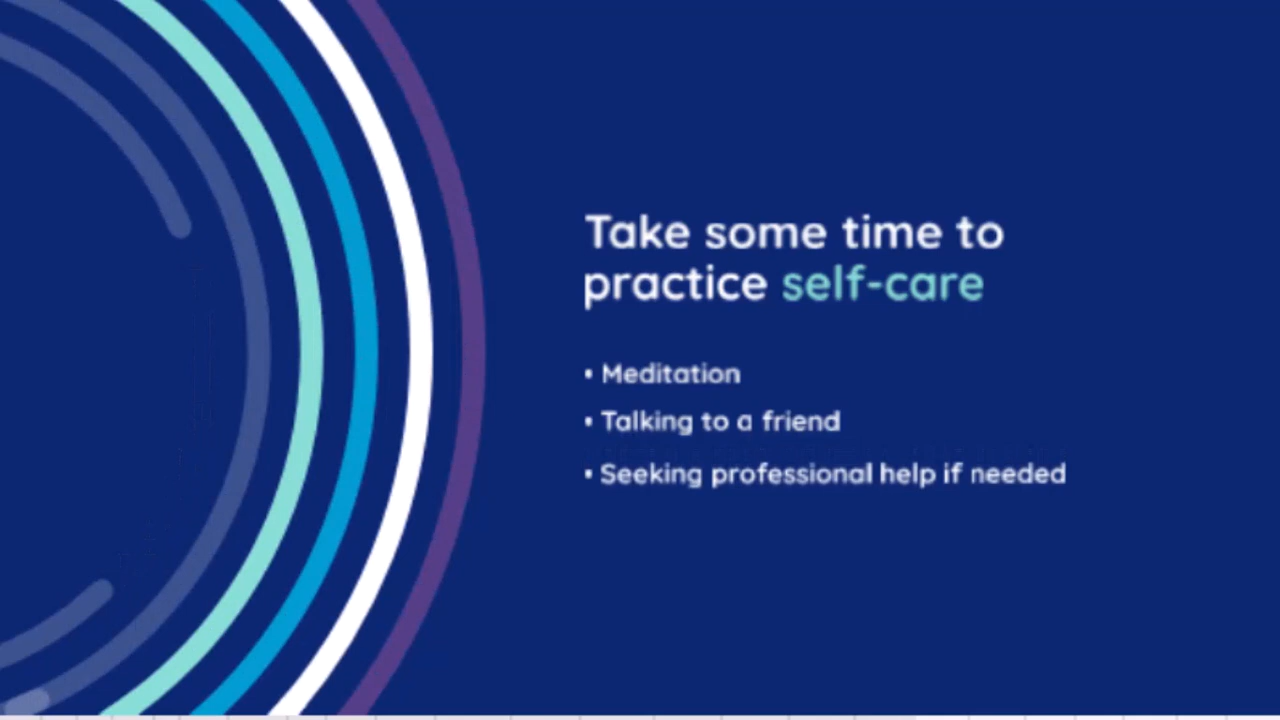 Take some time to
practice self-care
• Meditation
• Talking to a friend
• Seeking professional help if needed